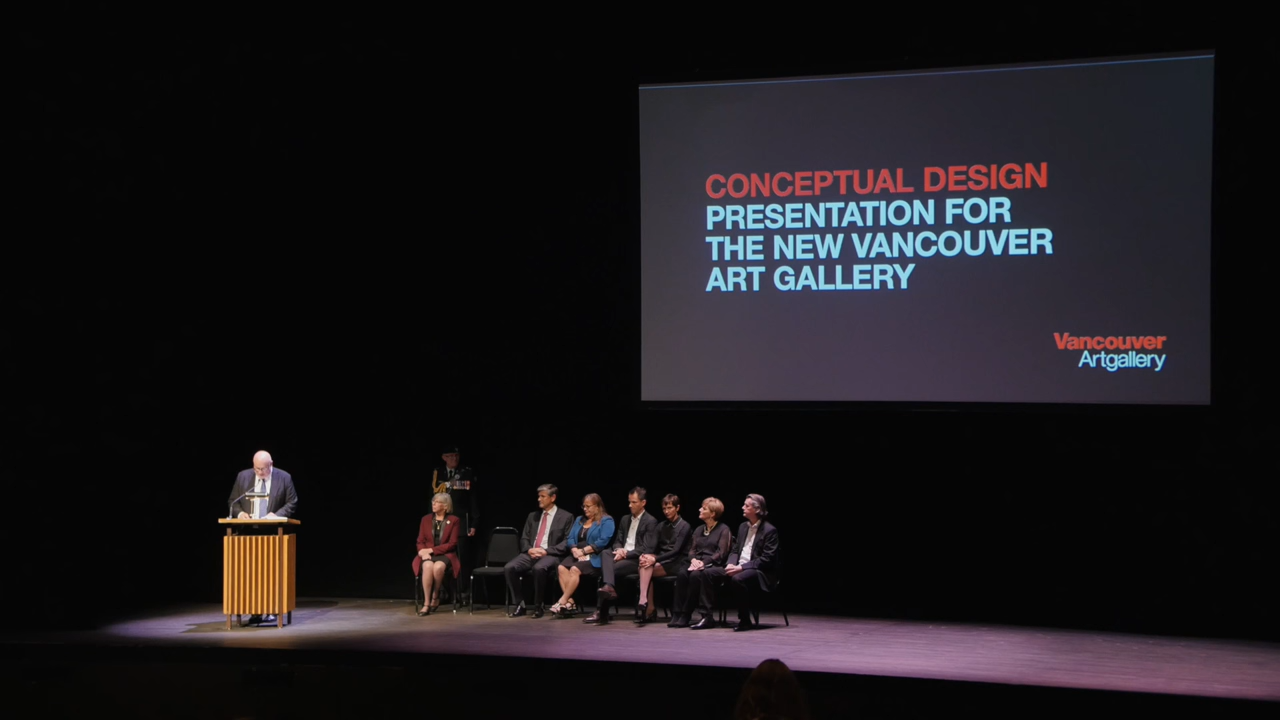 CONCEPTUAL DESIGN
PRESENTATION FOR
THE NEW VANCOUVER
ART GALLERY
Vancouver
Artgallery